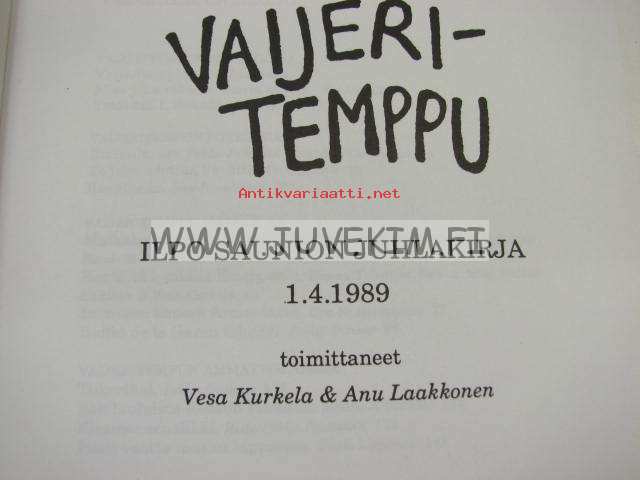 VAIJERI-
TEMPPU
Antikvariaatti.net
WWW.TUVEKIM.FI
ILPO SAUNION JUHLAKIRJA
1.4.1989
toimittaneet
Vesa Kurkela & Anu Laakkonen